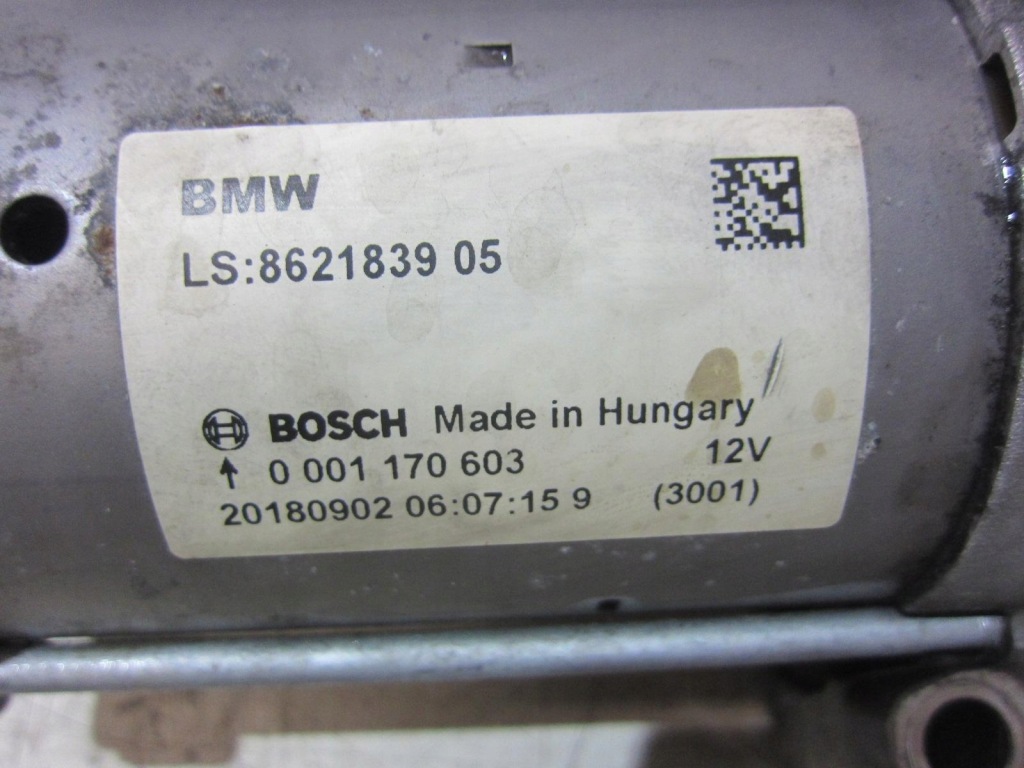 BMW
LS:8621839 05
BOSCH Made in Hungary
0 001 170 603 12V
20180902 06:07:15 9 (3001)